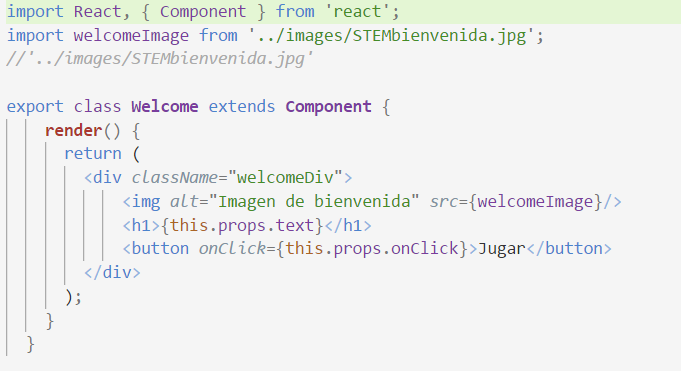 import React, { Component } from 'react';
import welcomeImage from '../images/STEMbienvenida.jpg';
//'../images/STEMbienvenida.jpg'
export class Welcome extends Component {
render() {
return (
<div className="welcomeDiv">
<img alt="Imagen de bienvenida" src={welcomeImage}/>
<h1>{this.props.text}</h1>
<button onClick={this.props.onClick}>Jugar</button>
</div>
);
}
}